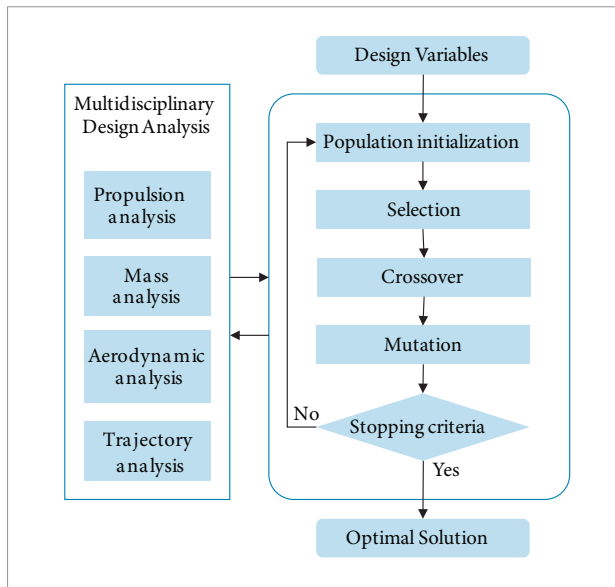 Design Variables
Multidisciplinary
Design Analysis
Propulsion
analysis
Mass
analysis
Aerodynamic
analysis
Trajectory
analysis
Population initialization
Selection
Crossover
Mutation
Stopping criteria
No
Yes
Optimal Solution